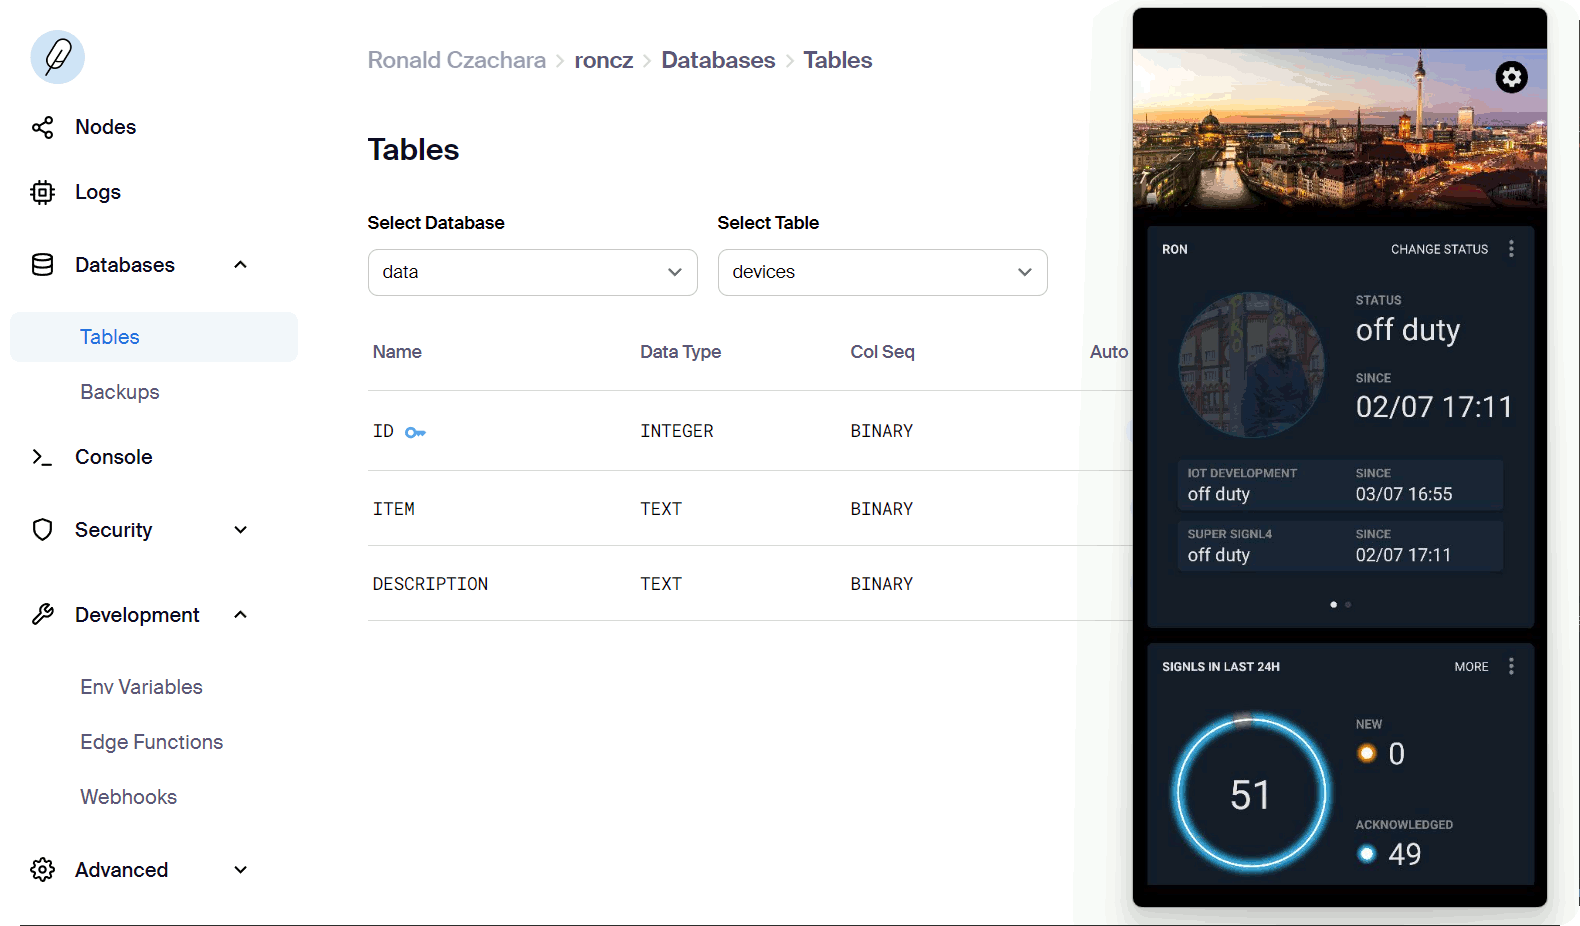 Ronald Czachara > roncz > Databases > Tables
Nodes
Logs
Databases
Tables
Backups
Console
Security
Development
Env Variables
Edge Functions
Webhooks
Advanced
Tables
Select Database
Select Table
data
devices
Name Data Type Col Seq Auto
ID INTEGER BINARY
ITEM TEXT BINARY
DESCRIPTION TEXT BINARY
RON CHANGE STATUS
STATUS
off duty
SINCE
02/07 17:11
IOT DEVELOPMENT SINCE
off duty 03/07 16:55
SUPER SIGNL4 SINCE
off duty 02/07 17:11
SIGNLS IN LAST 24H MORE
51
NEW
0
ACKNOWLEDGED
49